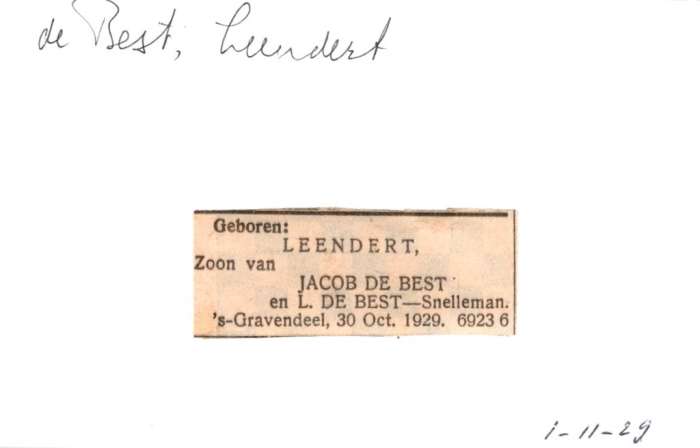 de Best, Leendert
Geboren:
LEENDERT,
Zoon van
JACOB DE BEST
en L. DE BEST—Snelleman.
's-Gravendeel, 30 Oct. 1929. 6923 6
1-11-29